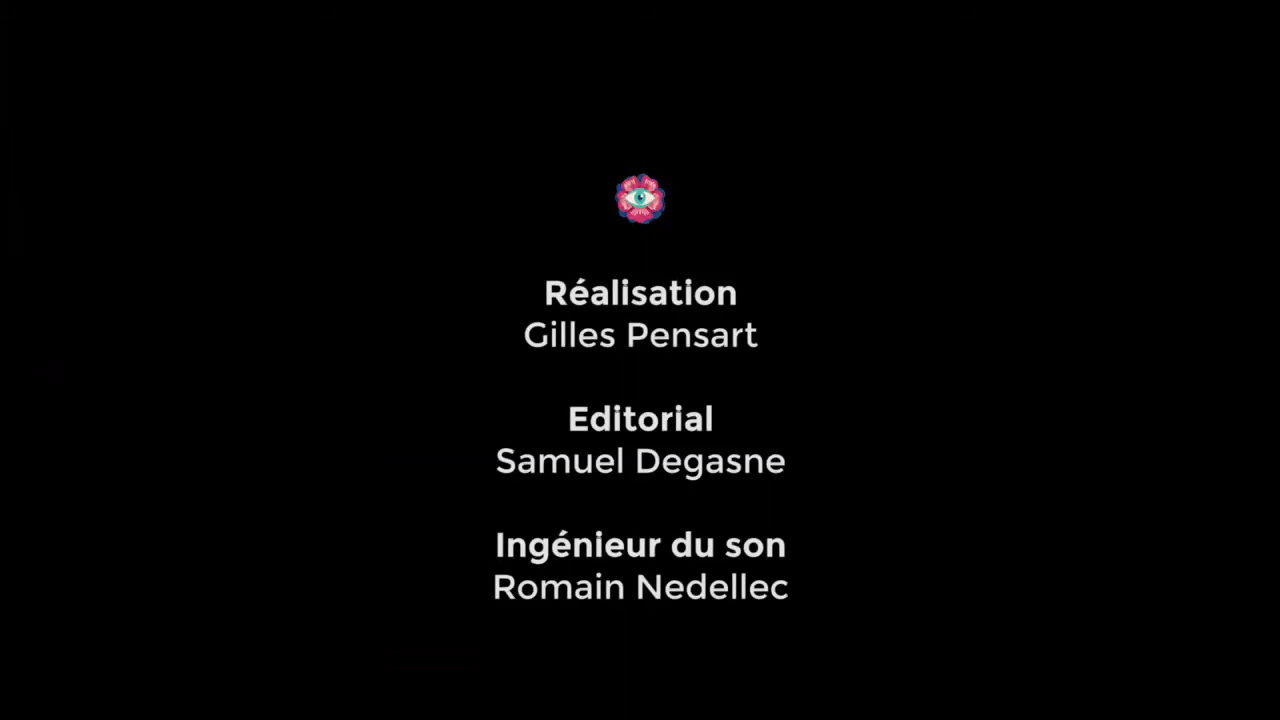 Réalisation
Gilles Pensart
Editorial
Samuel Degasne
Ingénieur du son
Romain Nedellec